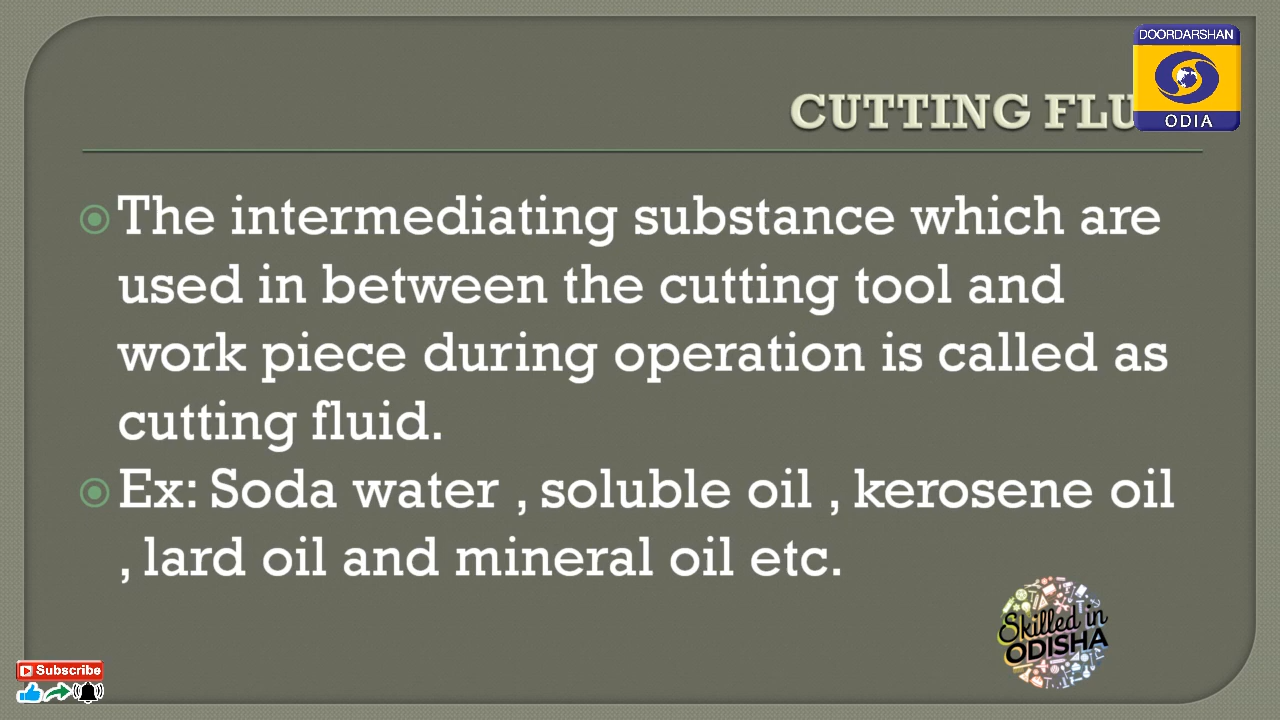 DOORDARSHAN
ODIA
CUTTING FLU
The intermediating substance which are
used in between the cutting tool and
work piece during operation is called as
cutting fluid.
Ex: Soda water , soluble oil , kerosene oil
, lard oil and mineral oil etc.
Skilled in
ODISHA
Subscribe